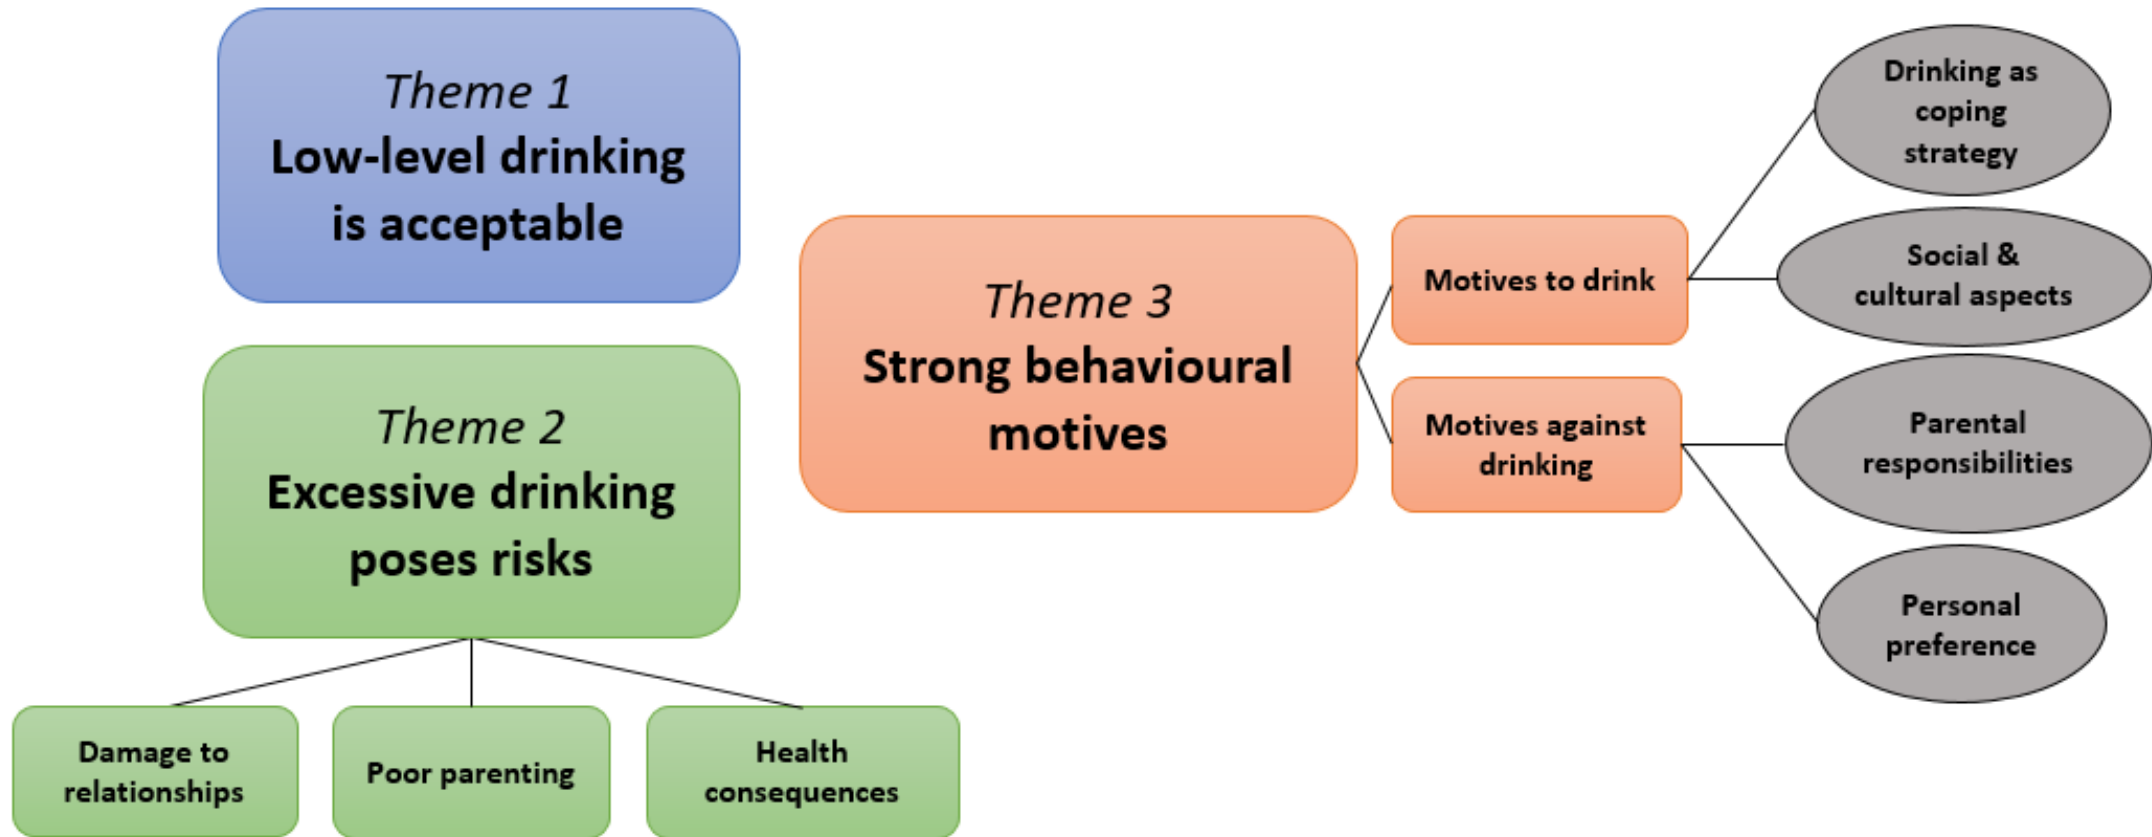 Theme 1
Low-level drinking
is acceptable
Theme 2
Excessive drinking
poses risks
Damage to
relationships
Poor parenting
Health
consequences
Theme 3
Strong behavioural
motives
Motives to drink
Drinking as
coping
strategy
Social &
cultural aspects
Motives against
drinking
Parental
responsibilities
Personal
preference